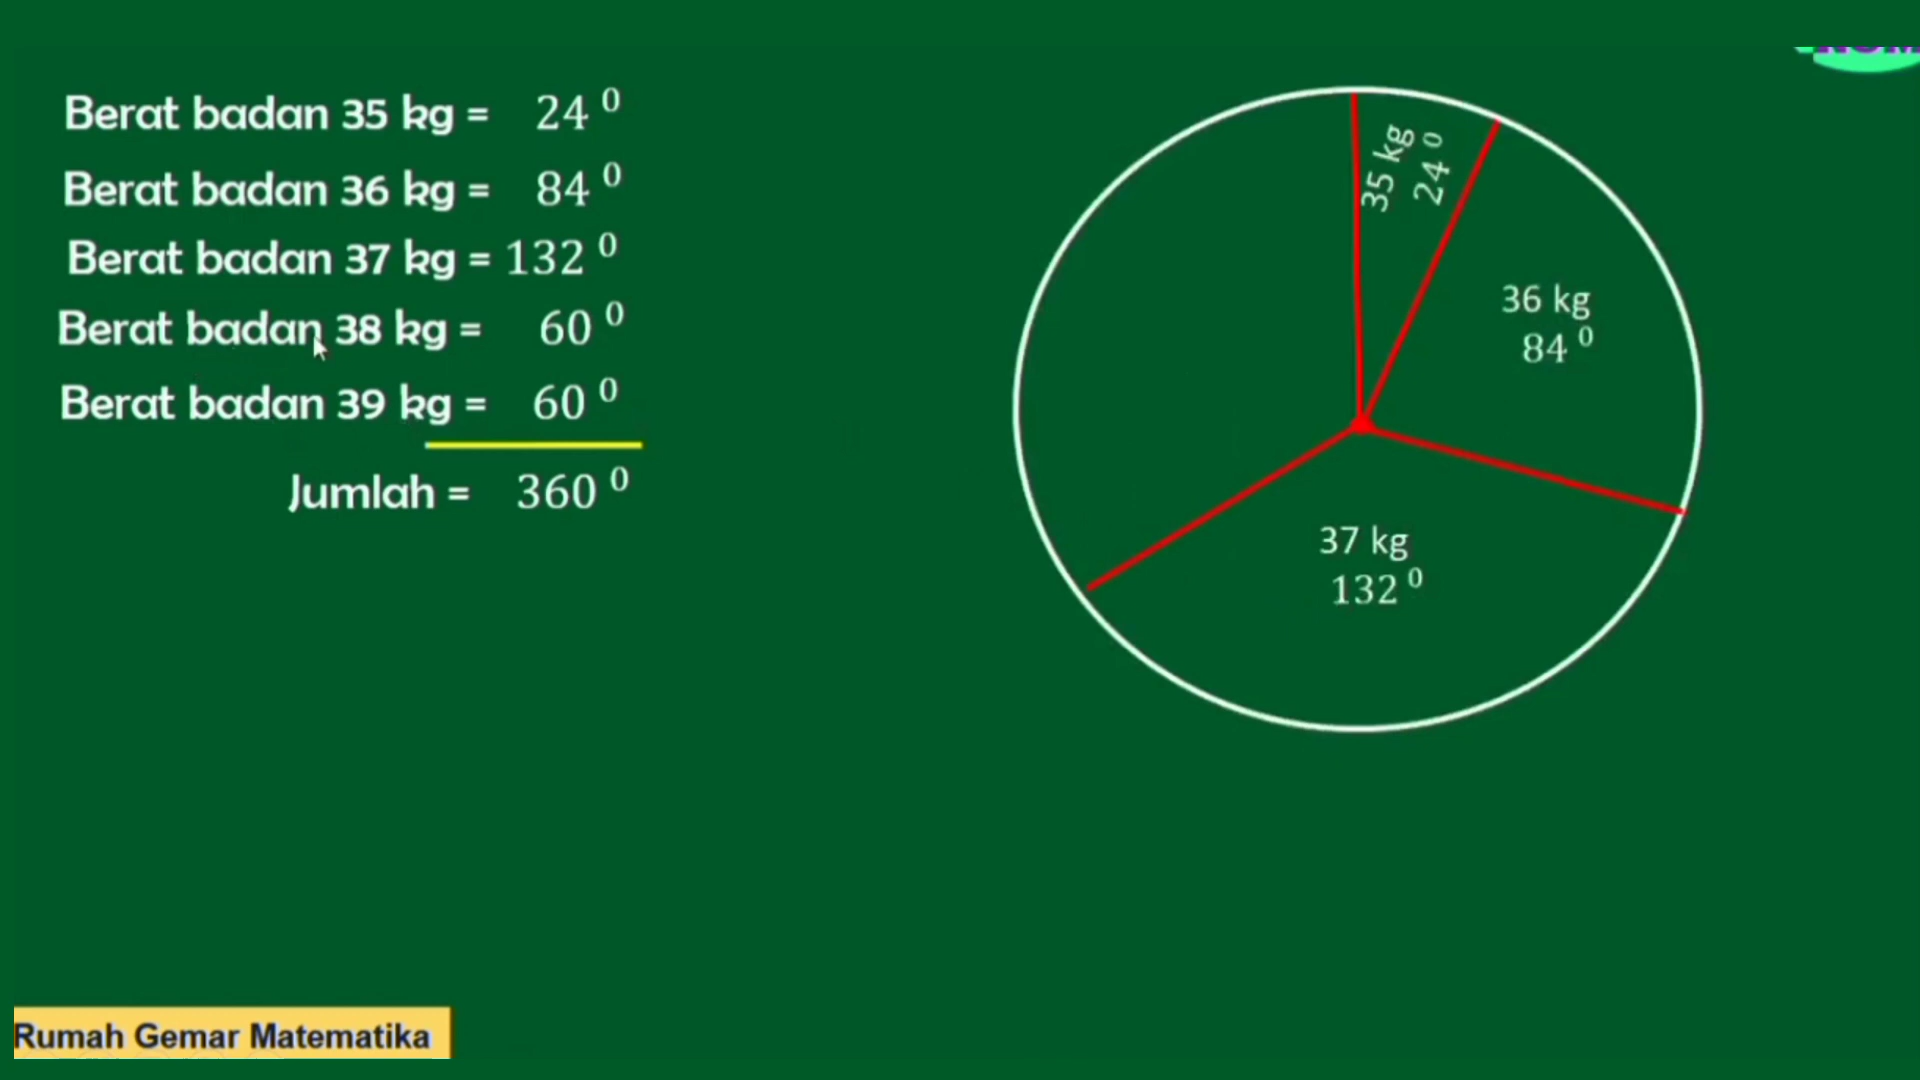 Berat badan 35 kg = 24 ⁰
Berat badan 36 kg = 84 ⁰
Berat badan 37 kg = 132 ⁰
Berat badan 38 kg = 60 ⁰
Berat badan 39 kg = 60 ⁰
Jumlah = 360 ⁰
35 kg
24 ⁰
36 kg
84 ⁰
37 kg
132 ⁰
Rumah Gemar Matematika